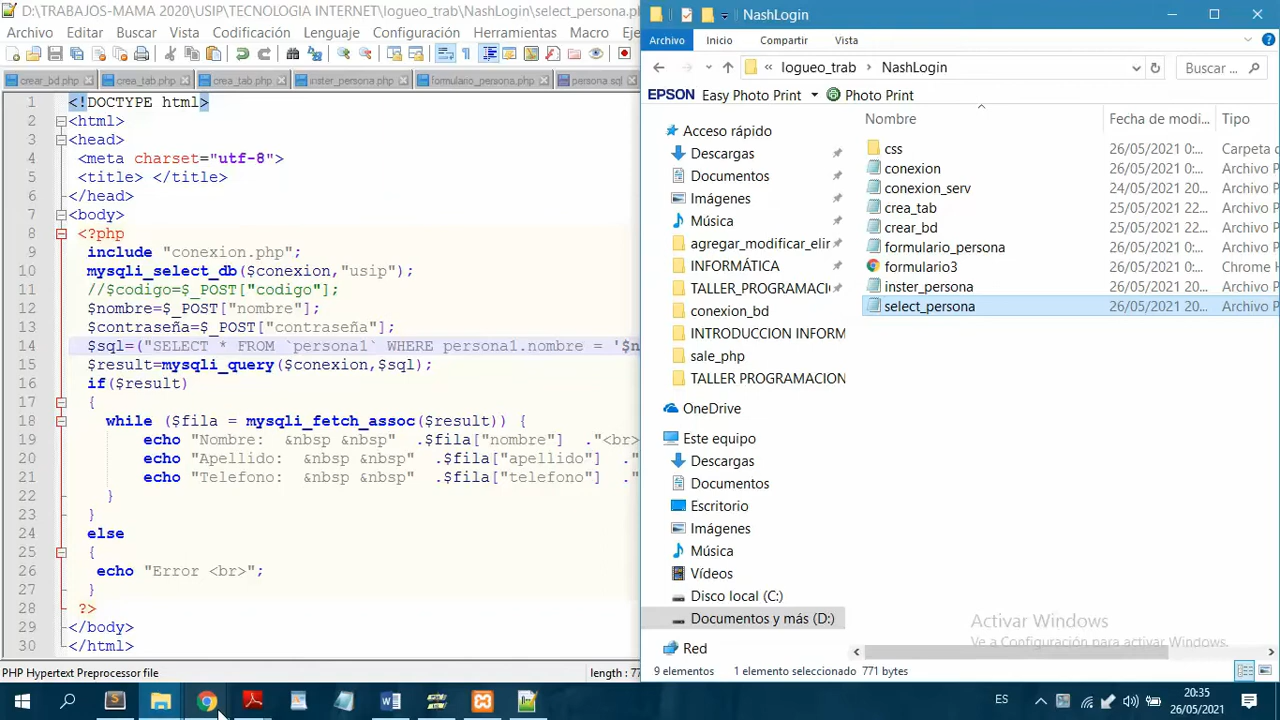 D:\TRABAJOS-MAMA 2020\USIP\TECNOLOGIA INTERNET\logueo_trab\NashLogin\select_persona.ph
Archivo Editar Buscar Vista Codificación Lenguaje Configuración Herramientas Macro Ej
crear_bd.php crea_tab.php crea_tab.php inster_persona.php formulario_persona.php persona.sql
1 <!DOCTYPE html>
2 <html>
3 <head>
4 <meta charset="utf-8">
5 <title> </title>
6 </head>
7 <body>
8 <?php
9 include "conexion.php";
10 mysqli_select_db($conexion,"usip");
11 //$codigo=$_POST["codigo"];
12 $nombre=$_POST["nombre"];
13 $contraseña=$_POST["contraseña"];
14 $sql=("SELECT * FROM `persona1` WHERE persona1.nombre = '$n
15 $result=mysqli_query($conexion,$sql);
16 if($result)
17 {
18 while ($fila = mysqli_fetch_assoc($result)) {
19 echo "Nombre: &nbsp &nbsp" .$fila["nombre"] ."<br>
20 echo "Apellido: &nbsp &nbsp" .$fila["apellido"] ."
21 echo "Telefono: &nbsp &nbsp" .$fila["telefono"] ."
22 }
23 }
24 else
25 {
26 echo "Error <br>";
27 }
28 ?>
29 </body>
30 </html>
PHP Hypertext Preprocessor file length : 77
NashLogin
Archivo Inicio Compartir Vista
« logueo_trab > NashLogin Buscar ...
EPSON Easy Photo Print Photo Print
Acceso rápido
Descargas
Documentos
Imágenes
Música
agregar_modificar_elir
INFORMÁTICA
TALLER_PROGRAMACI
conexion_bd
INTRODUCCION INFORM
sale_php
TALLER PROGRAMACION
OneDrive
Este equipo
Descargas
Documentos
Escritorio
Imágenes
Música
Vídeos
Disco local (C:)
Documentos y más (D:)
Red
Nombre Fecha de modi... Tipo
css 26/05/2021 0:... Carpeta d
conexion 26/05/2021 0:... Archivo P
conexion_serv 24/05/2021 20... Archivo P
crea_tab 25/05/2021 22... Archivo P
crear_bd 25/05/2021 22... Archivo P
formulario_persona 26/05/2021 0:... Archivo P
formulario3 26/05/2021 0:... Chrome H
inster_persona 26/05/2021 20... Archivo P
select_persona 26/05/2021 20... Archivo P
Activar Windows
Ve a Configuración para activar Windows.
9 elementos 1 elemento seleccionado 771 bytes
ES 20:35
26/05/2021